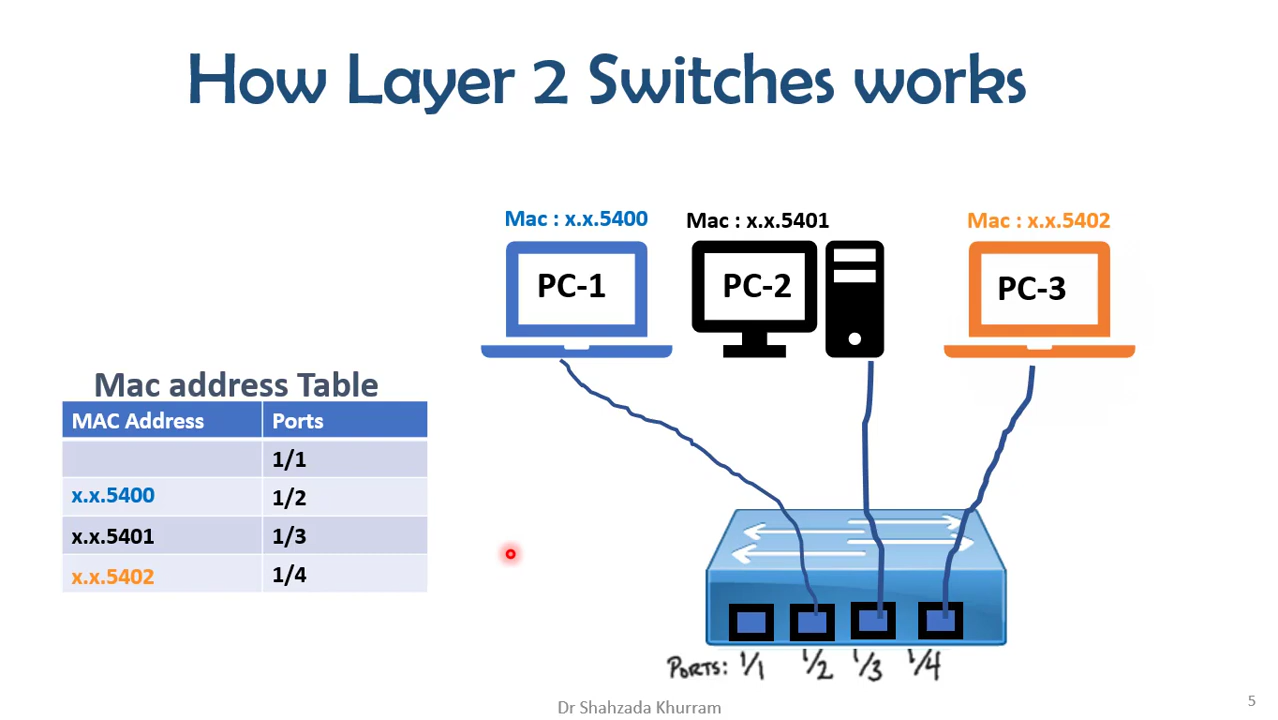 How Layer 2 Switches works
Mac : x.x.5400
Mac : x.x.5401
Mac : x.x.5402
PC-1
PC-2
PC-3
Mac address Table
MAC Address Ports
1/1
x.x.5400 1/2
x.x.5401 1/3
x.x.5402 1/4
PORTS: 1/1 1/2 1/3 1/4
Dr Shahzada Khurram
5